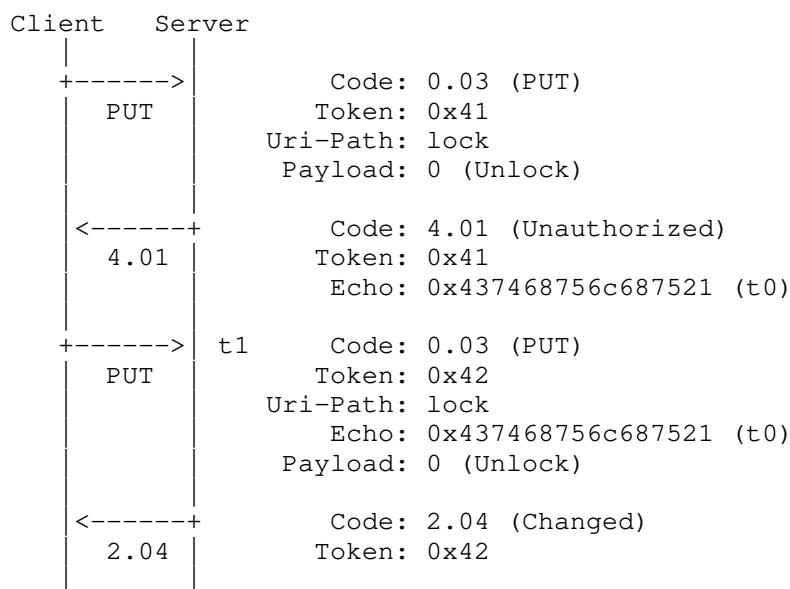 Client Server
+------> Code: 0.03 (PUT)
PUT Token: 0x41
Uri-Path: lock
Payload: 0 (Unlock)
<------+ Code: 4.01 (Unauthorized)
4.01 Token: 0x41
Echo: 0x437468756c687521 (t0)
+------> t1 Code: 0.03 (PUT)
PUT Token: 0x42
Uri-Path: lock
Echo: 0x437468756c687521 (t0)
Payload: 0 (Unlock)
<------+ Code: 2.04 (Changed)
2.04 Token: 0x42